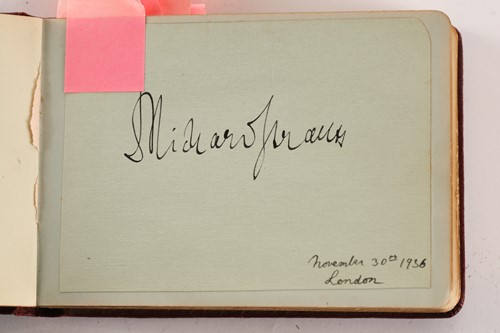 Richard Strauss
November 30th 1936
London